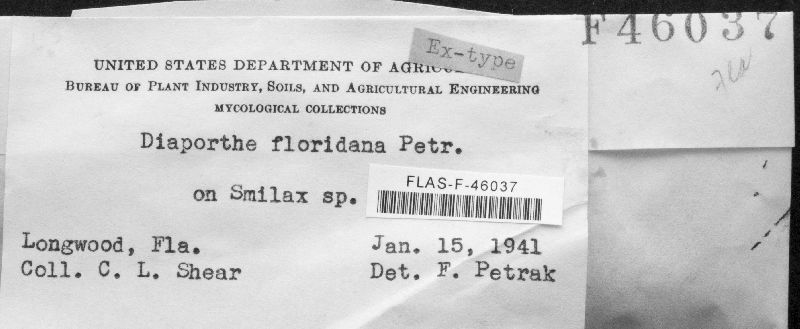 F46037
Fla
Ex-type
UNITED STATES DEPARTMENT OF
BUREAU OF PLANT INDUSTRY, SOILS, AND AGRICULTURAL ENGINEERING
MYCOLOGICAL COLLECTIONS
Diaporthe floridana Petr.
on Smilax sp.
FLAS-F-46037
Longwood, Fla. Jan. 15, 1941
Coll. C. L. Shear Det. F. Petrak